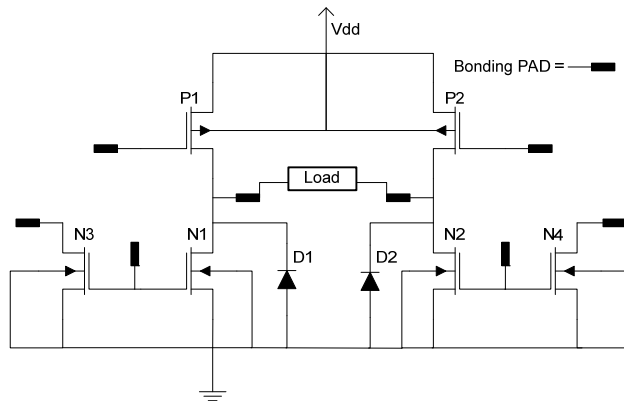 Vdd
Bonding PAD =
P1
P2
Load
N3
N1
N2
N4
D1
D2